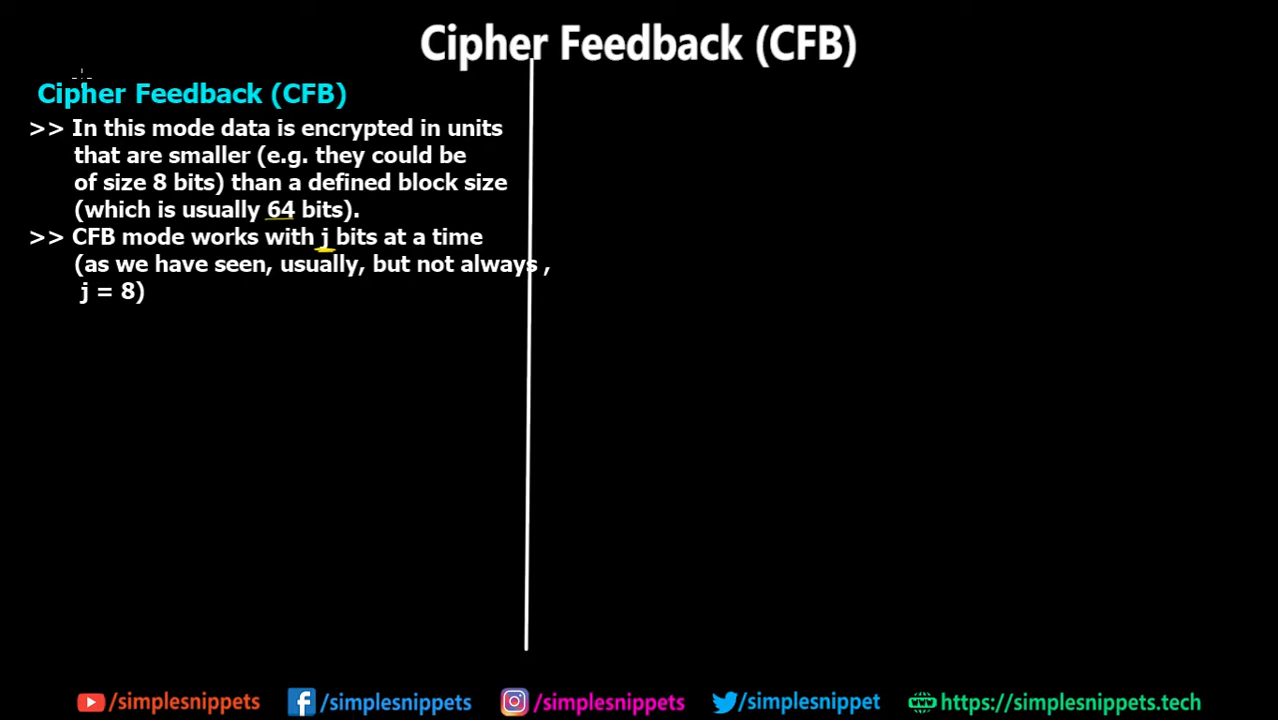 Cipher Feedback (CFB)
Cipher Feedback (CFB)
>> In this mode data is encrypted in units
that are smaller (e.g. they could be
of size 8 bits) than a defined block size
(which is usually 64 bits).
>> CFB mode works with j bits at a time
(as we have seen, usually, but not always ,
j = 8)
/simplesnippets /simplesnippets /simplesnippets /simplesnippets https://simplesnippets.tech